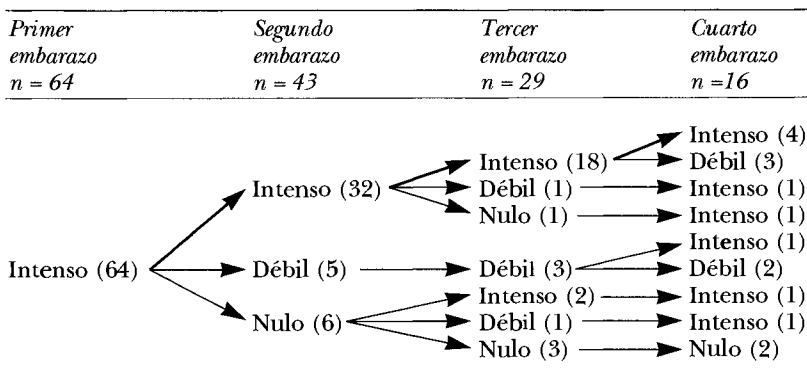 Primer Segundo Tercer Cuarto
embarazo embarazo embarazo embarazo
n = 64 n = 43 n = 29 n =16
Intenso (4)
Intenso (18) Débil (3)
Intenso (32) Débil (1) Intenso (1)
Nulo (1) Intenso (1)
Intenso (1)
Intenso (64) Débil (5) Débil (3) Débil (2)
Intenso (2) Intenso (1)
Nulo (6) Débil (1) Intenso (1)
Nulo (3) Nulo (2)